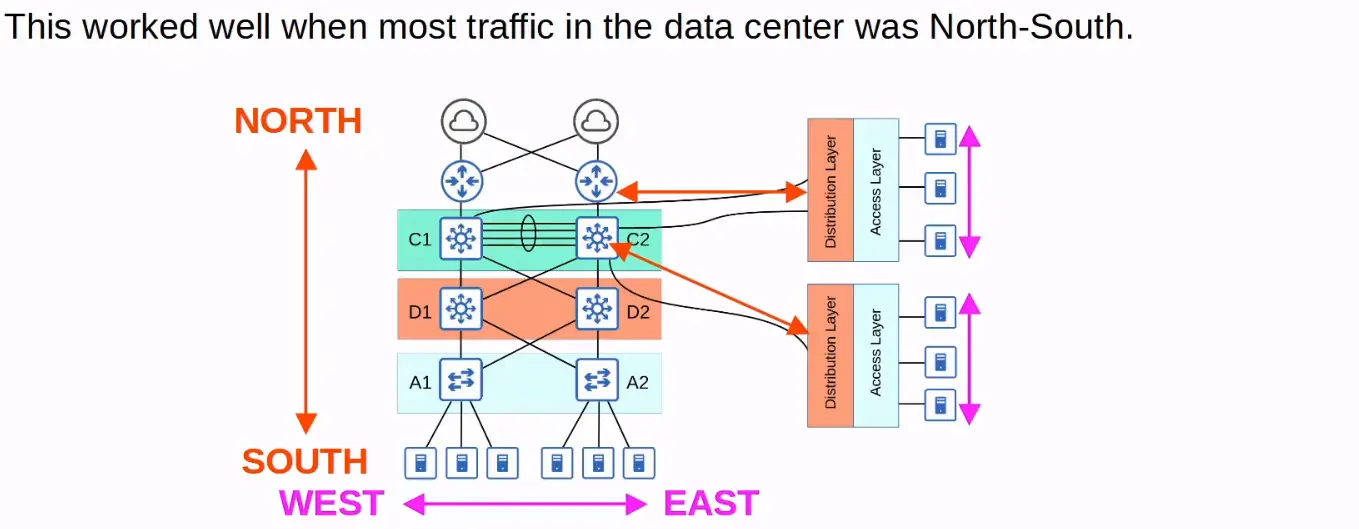 This worked well when most traffic in the data center was North-South.
NORTH
C1
C2
D1
D2
A1
A2
SOUTH
WEST
EAST
Distribution Layer
Access Layer
Distribution Layer
Access Layer